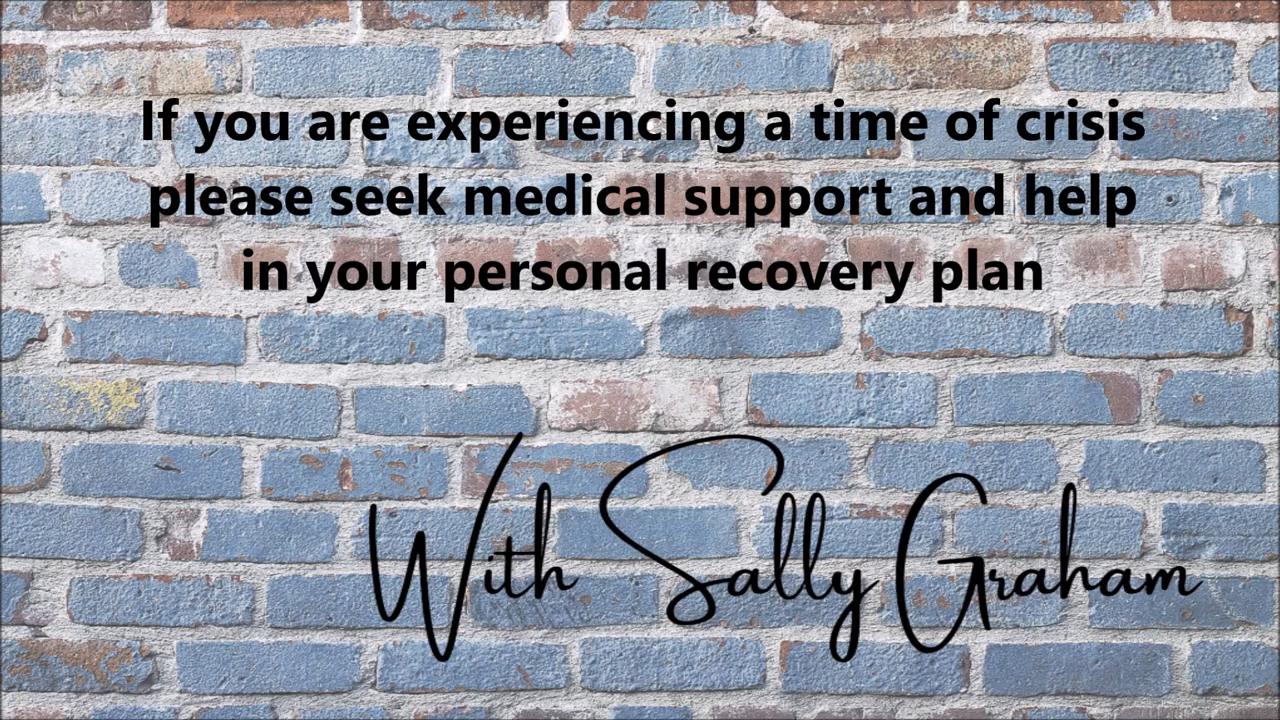 If you are experiencing a time of crisis
please seek medical support and help
in your personal recovery plan
With Sally Graham